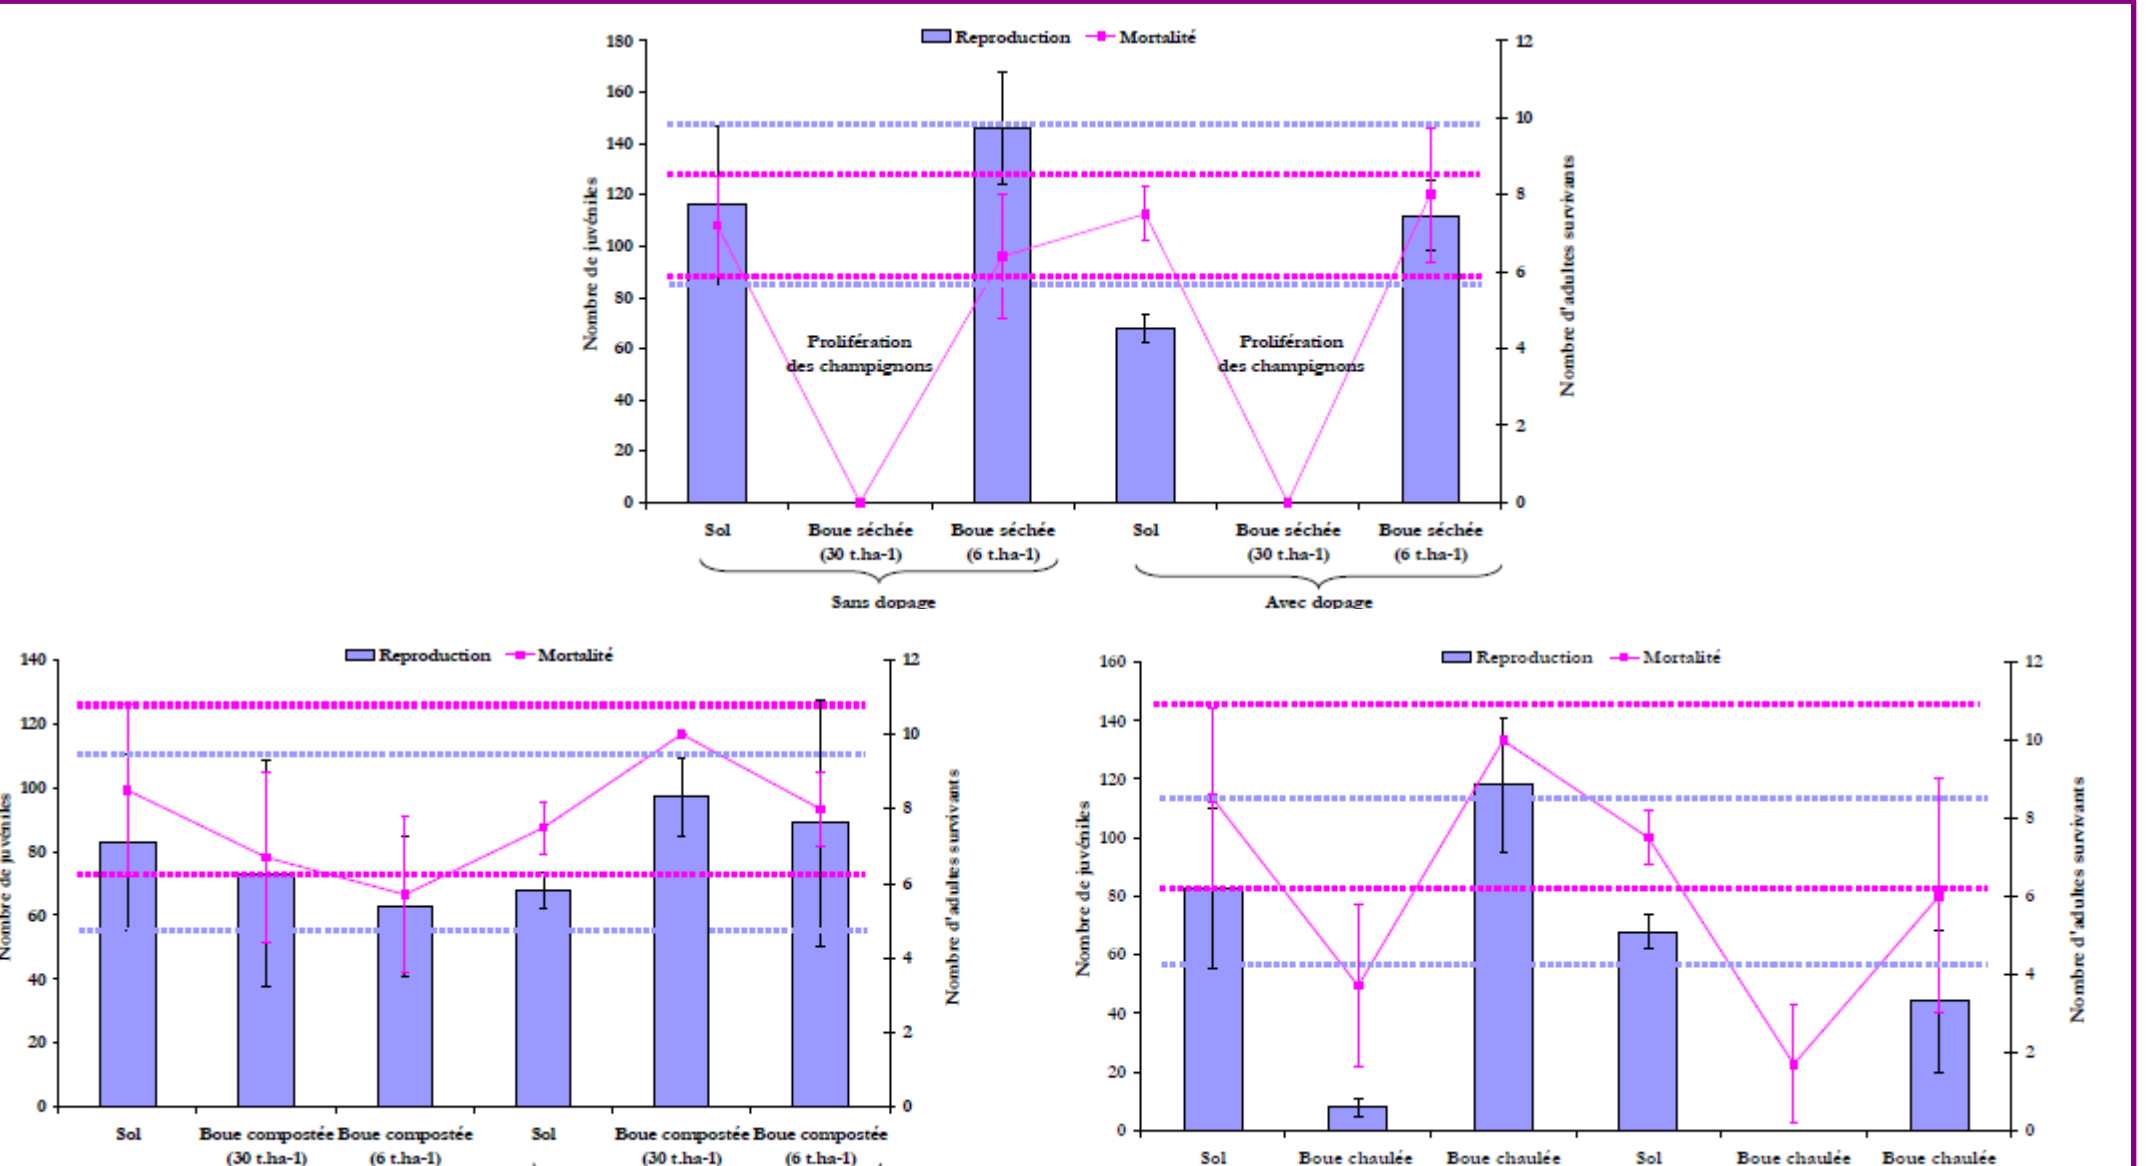 Reproduction Mortalité
180
160
140
120
100
80
60
40
20
0
12
10
8
6
4
2
0
Nombre de juvéniles
Nombre d'adultes survivants
Prolifération
des champignons
Prolifération
des champignons
Sol Boue séchée Boue séchée Sol Boue séchée Boue séchée
(30 t.ha-1) (6 t.ha-1) (30 t.ha-1) (6 t.ha-1)
Sans dopage Avec dopage
Reproduction Mortalité
140
120
100
80
60
40
20
0
12
10
8
6
4
2
0
Nombre de juvéniles
Nombre d'adultes survivants
Sol Boue compostée Boue compostée Sol Boue compostée Boue compostée
(30 t.ha-1) (6 t.ha-1) (30 t.ha-1) (6 t.ha-1)
Reproduction Mortalité
160
140
120
100
80
60
40
20
0
12
10
8
6
4
2
0
Nombre de juvéniles
Nombre d'adultes survivants
Sol Boue chaulée Boue chaulée Sol Boue chaulée Boue chaulée